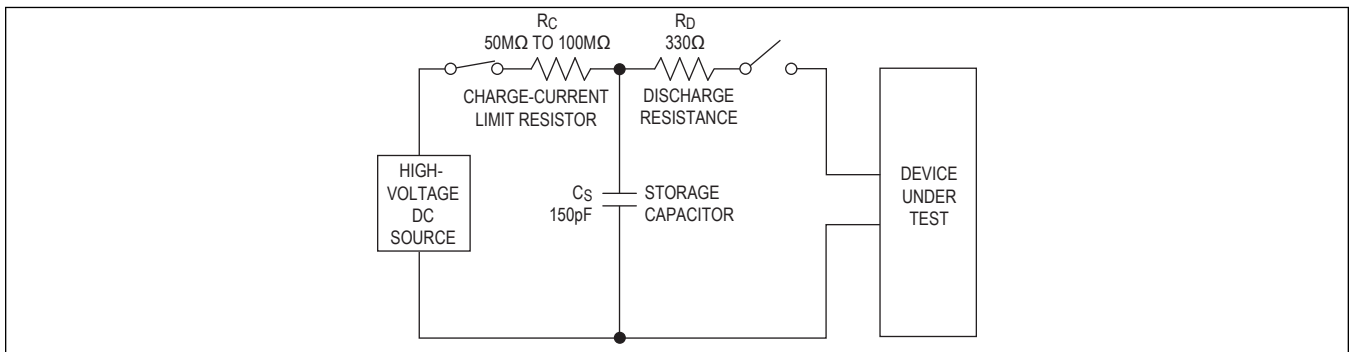 RC
50MΩ TO 100MΩ
CHARGE-CURRENT
LIMIT RESISTOR
RD
330Ω
DISCHARGE
RESISTANCE
HIGH-
VOLTAGE
DC
SOURCE
CS
150pF
STORAGE
CAPACITOR
DEVICE
UNDER
TEST